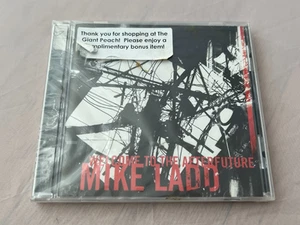 Thank you for shopping at The
Giant Peach! Please enjoy a
complimentary bonus item!
WELCOME TO THE AFTERFUTURE
MIKE LADD